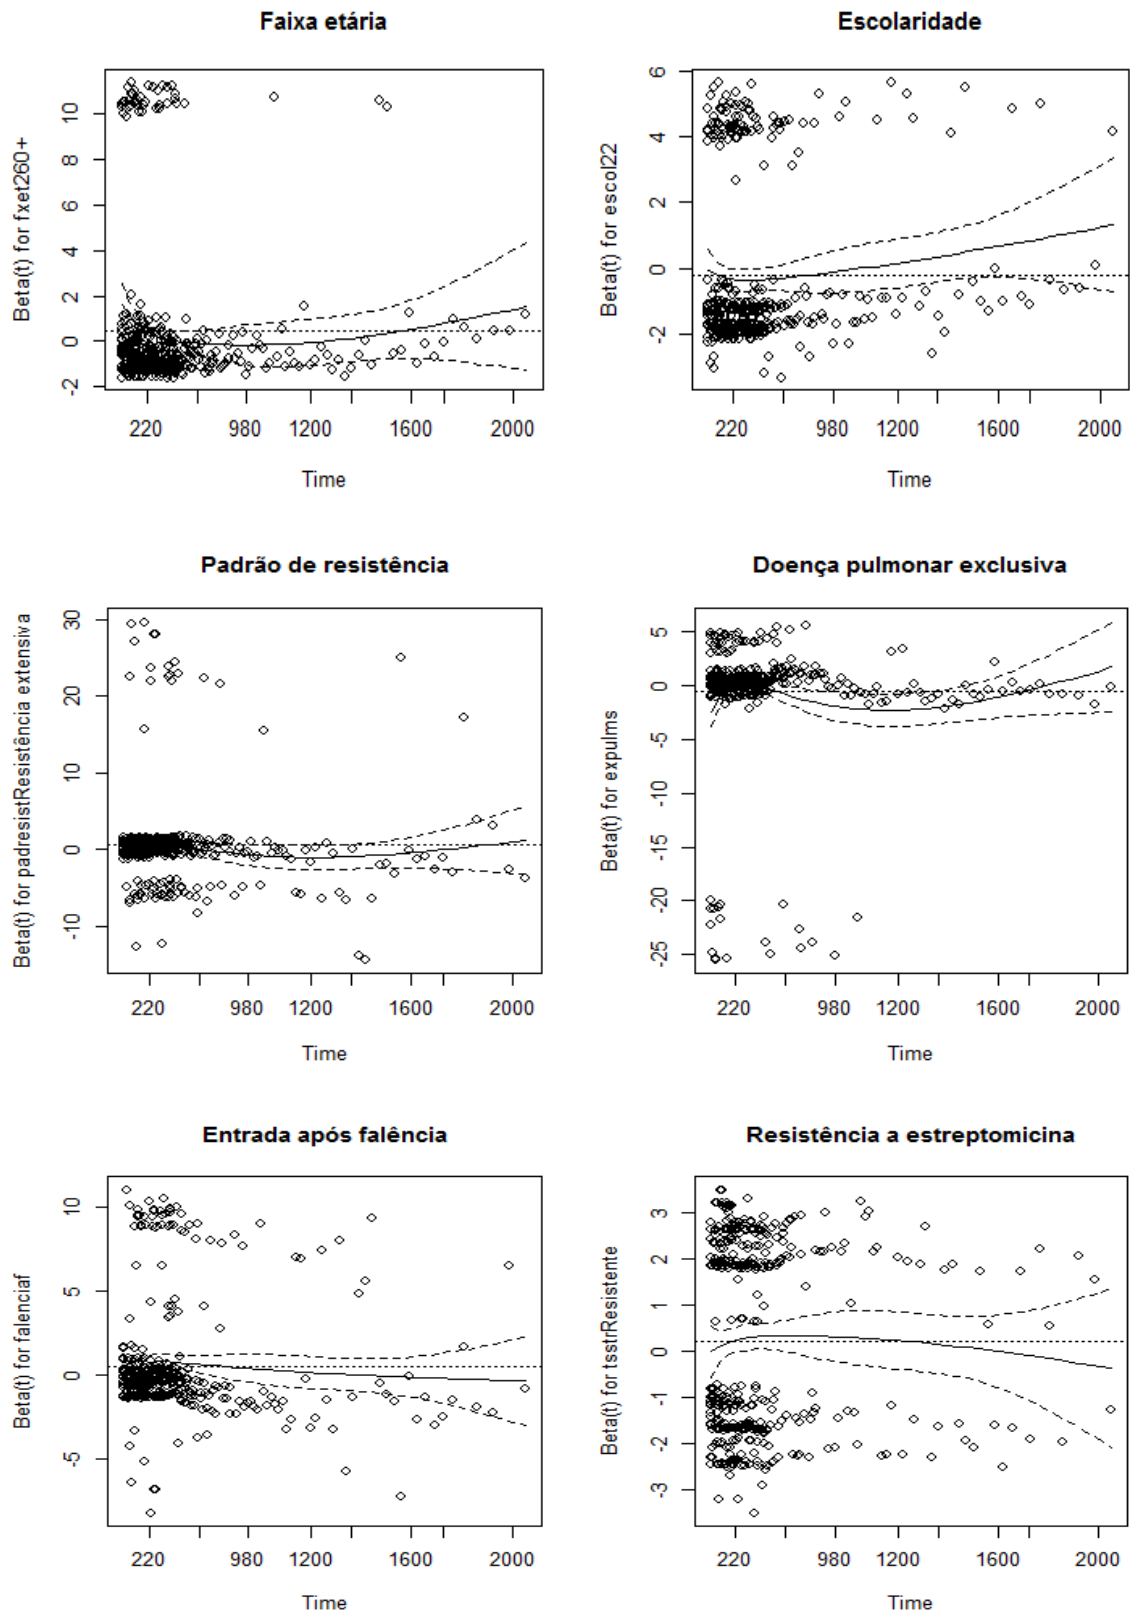 Faixa etária
Beta(t) for fxet260+
10
8
6
4
2
0
-2
220 980 1200 1600 2000
Time
Escolaridade
Beta(t) for escol22
6
4
2
0
-2
220 980 1200 1600 2000
Time
Padrão de resistência
Beta(t) for padresistResistência extensiva
30
20
10
0
-10
220 980 1200 1600 2000
Time
Doença pulmonar exclusiva
Beta(t) for expulms
5
0
-5
-10
-15
-20
-25
220 980 1200 1600 2000
Time
Entrada após falência
Beta(t) for falenciaf
10
5
0
-5
220 980 1200 1600 2000
Time
Resistência a estreptomicina
Beta(t) for tsstrResistente
3
2
1
0
-1
-2
-3
220 980 1200 1600 2000
Time